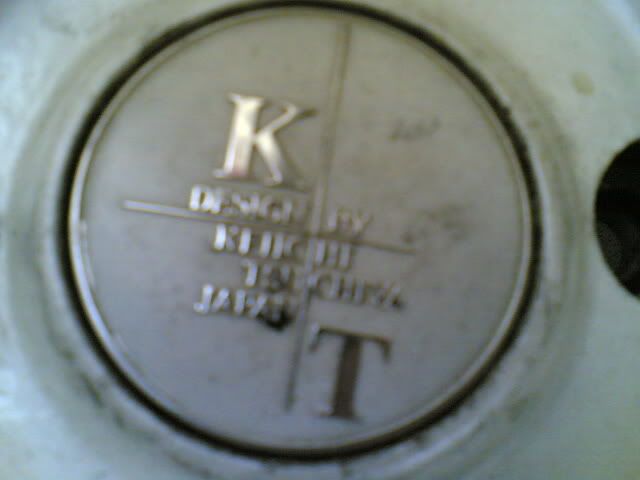 K
DESIGN BY
KEIICHI
TSUCHIYA
JAPAN
T